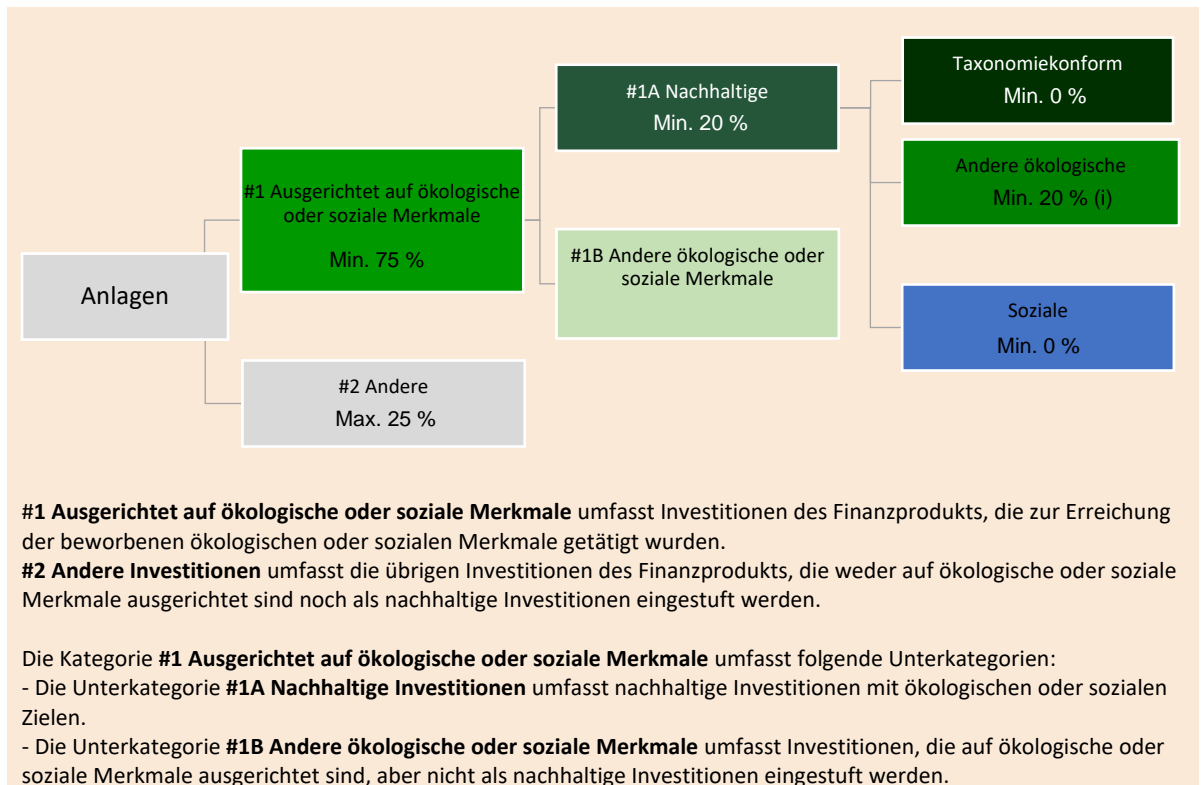 Anlagen
#1 Ausgerichtet auf ökologische
oder soziale Merkmale
Min. 75 %
#2 Andere
Max. 25 %
#1A Nachhaltige
Min. 20 %
#1B Andere ökologische oder
soziale Merkmale
Taxonomiekonform
Min. 0 %
Andere ökologische
Min. 20 % (i)
Soziale
Min. 0 %
#1 Ausgerichtet auf ökologische oder soziale Merkmale umfasst Investitionen des Finanzprodukts, die zur Erreichung
der beworbenen ökologischen oder sozialen Merkmale getätigt wurden.
#2 Andere Investitionen umfasst die übrigen Investitionen des Finanzprodukts, die weder auf ökologische oder soziale
Merkmale ausgerichtet sind noch als nachhaltige Investitionen eingestuft werden.
Die Kategorie #1 Ausgerichtet auf ökologische oder soziale Merkmale umfasst folgende Unterkategorien:
- Die Unterkategorie #1A Nachhaltige Investitionen umfasst nachhaltige Investitionen mit ökologischen oder sozialen
Zielen.
- Die Unterkategorie #1B Andere ökologische oder soziale Merkmale umfasst Investitionen, die auf ökologische oder
soziale Merkmale ausgerichtet sind, aber nicht als nachhaltige Investitionen eingestuft werden.